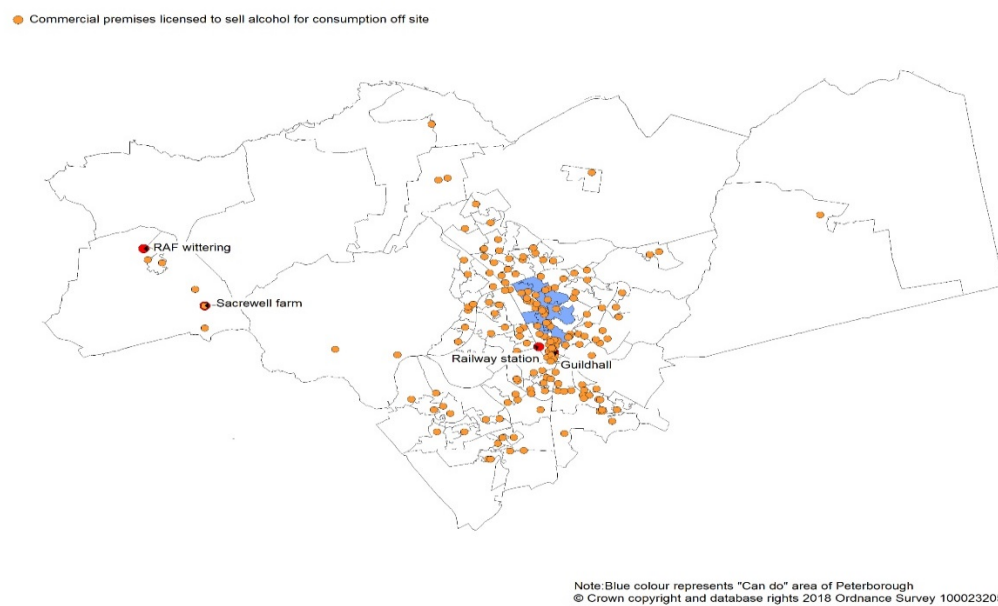 Commercial premises licensed to sell alcohol for consumption off site
RAF wittering
Sacrewell farm
Railway station
Guildhall
Note:Blue colour represents "Can do" area of Peterborough
© Crown copyright and database rights 2018 Ordnance Survey